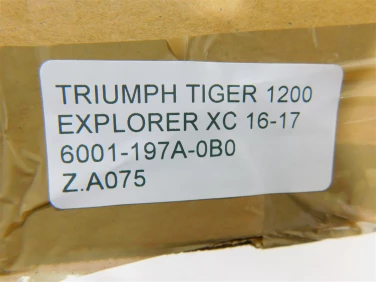 TRIUMPH TIGER 1200
EXPLORER XC 16-17
6001-197A-0B0
Z.A075